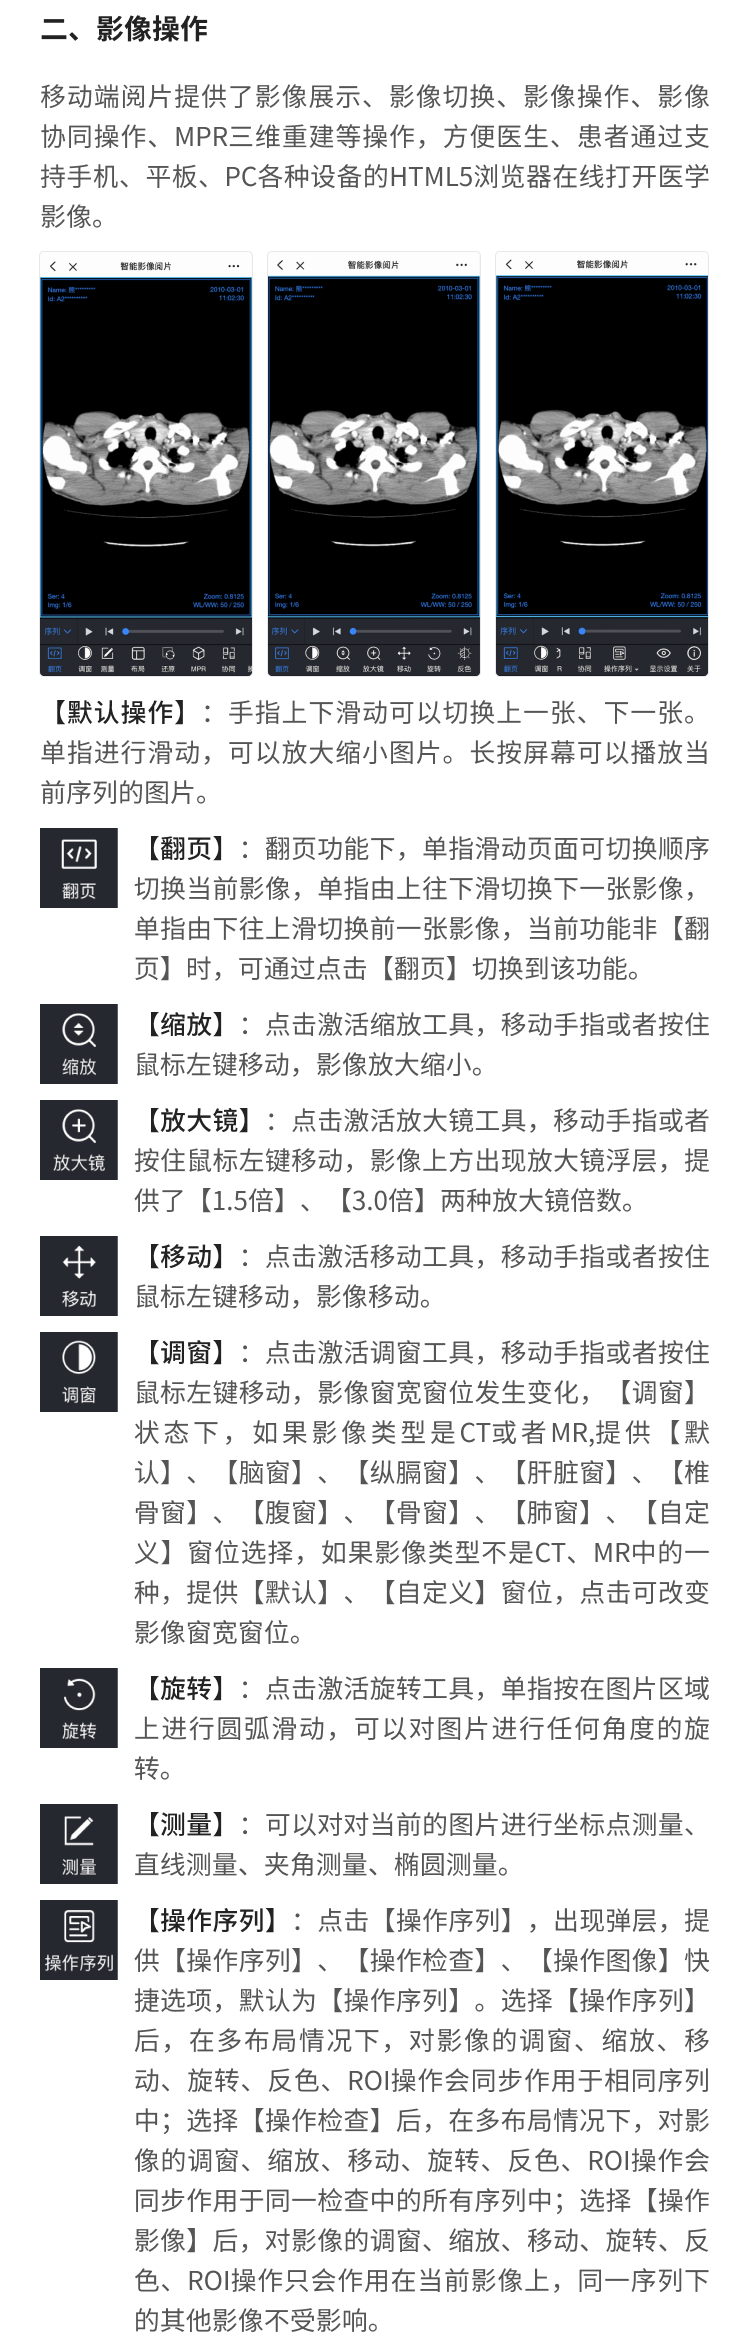 二、影像操作
移动端阅片提供了影像展示、影像切换、影像操作、影像
协同操作、MPR三维重建等操作，方便医生、患者通过支
持手机、平板、PC各种设备的HTML5浏览器在线打开医学
影像。
智能影像阅片
Name: 熊*********
Id: A2**********
2010-03-01
11:02:30
Ser: 4
Img: 1/6
Zoom: 0.8125
WL/WW: 50 / 250
序列
翻页 调窗 测量 布局 还原 MPR 协同
智能影像阅片
Name: 熊*********
Id: A2**********
2010-03-01
11:02:30
Ser: 4
Img: 1/6
Zoom: 0.8125
WL/WW: 50 / 250
序列
翻页 调窗 缩放 放大镜 移动 旋转 反色
智能影像阅片
Name: 熊*********
Id: A2**********
2010-03-01
11:02:30
Ser: 4
Img: 1/6
Zoom: 0.8125
WL/WW: 50 / 250
序列
翻页 调窗 R 协同 操作序列 显示设置 关于
【默认操作】：手指上下滑动可以切换上一张、下一张。
单指进行滑动，可以放大缩小图片。长按屏幕可以播放当
前序列的图片。
翻页
【翻页】：翻页功能下，单指滑动页面可切换顺序
切换当前影像，单指由上往下滑切换下一张影像，
单指由下往上滑切换前一张影像，当前功能非【翻
页】时，可通过点击【翻页】切换到该功能。
缩放
【缩放】：点击激活缩放工具，移动手指或者按住
鼠标左键移动，影像放大缩小。
放大镜
【放大镜】：点击激活放大镜工具，移动手指或者
按住鼠标左键移动，影像上方出现放大镜浮层，提
供了【1.5倍】、【3.0倍】两种放大镜倍数。
移动
【移动】：点击激活移动工具，移动手指或者按住
鼠标左键移动，影像移动。
调窗
【调窗】：点击激活调窗工具，移动手指或者按住
鼠标左键移动，影像窗宽窗位发生变化，【调窗】
状态下，如果影像类型是CT或者MR,提供【默
认】、【脑窗】、【纵膈窗】、【肝脏窗】、【椎
骨窗】、【腹窗】、【骨窗】、【肺窗】、【自定
义】窗位选择，如果影像类型不是CT、MR中的一
种，提供【默认】、【自定义】窗位，点击可改变
影像窗宽窗位。
旋转
【旋转】：点击激活旋转工具，单指按在图片区域
上进行圆弧滑动，可以对图片进行任何角度的旋
转。
测量
【测量】：可以对对当前的图片进行坐标点测量、
直线测量、夹角测量、椭圆测量。
操作序列
【操作序列】：点击【操作序列】，出现弹层，提
供【操作序列】、【操作检查】、【操作图像】快
捷选项，默认为【操作序列】。选择【操作序列】
后，在多布局情况下，对影像的调窗、缩放、移
动、旋转、反色、ROI操作会同步作用于相同序列
中；选择【操作检查】后，在多布局情况下，对影
像的调窗、缩放、移动、旋转、反色、ROI操作会
同步作用于同一检查中的所有序列中；选择【操作
影像】后，对影像的调窗、缩放、移动、旋转、反
色、ROI操作只会作用在当前影像上，同一序列下
的其他影像不受影响。